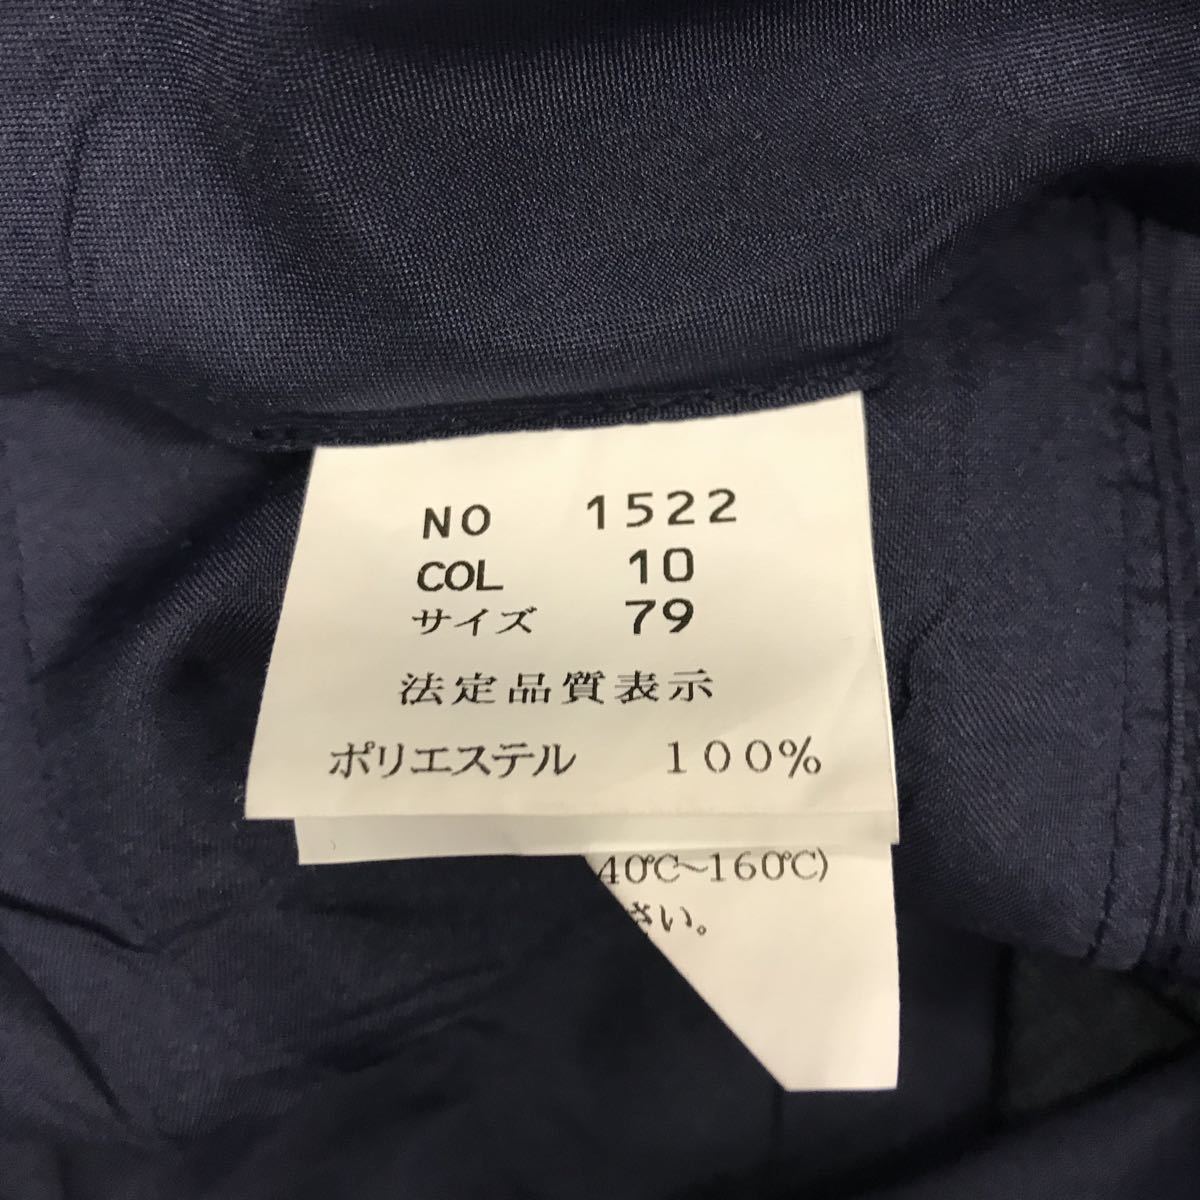 NO 1522
COL 10
サイズ 79
法定品質表示
ポリエステル 100%
40℃~160℃)
さい。